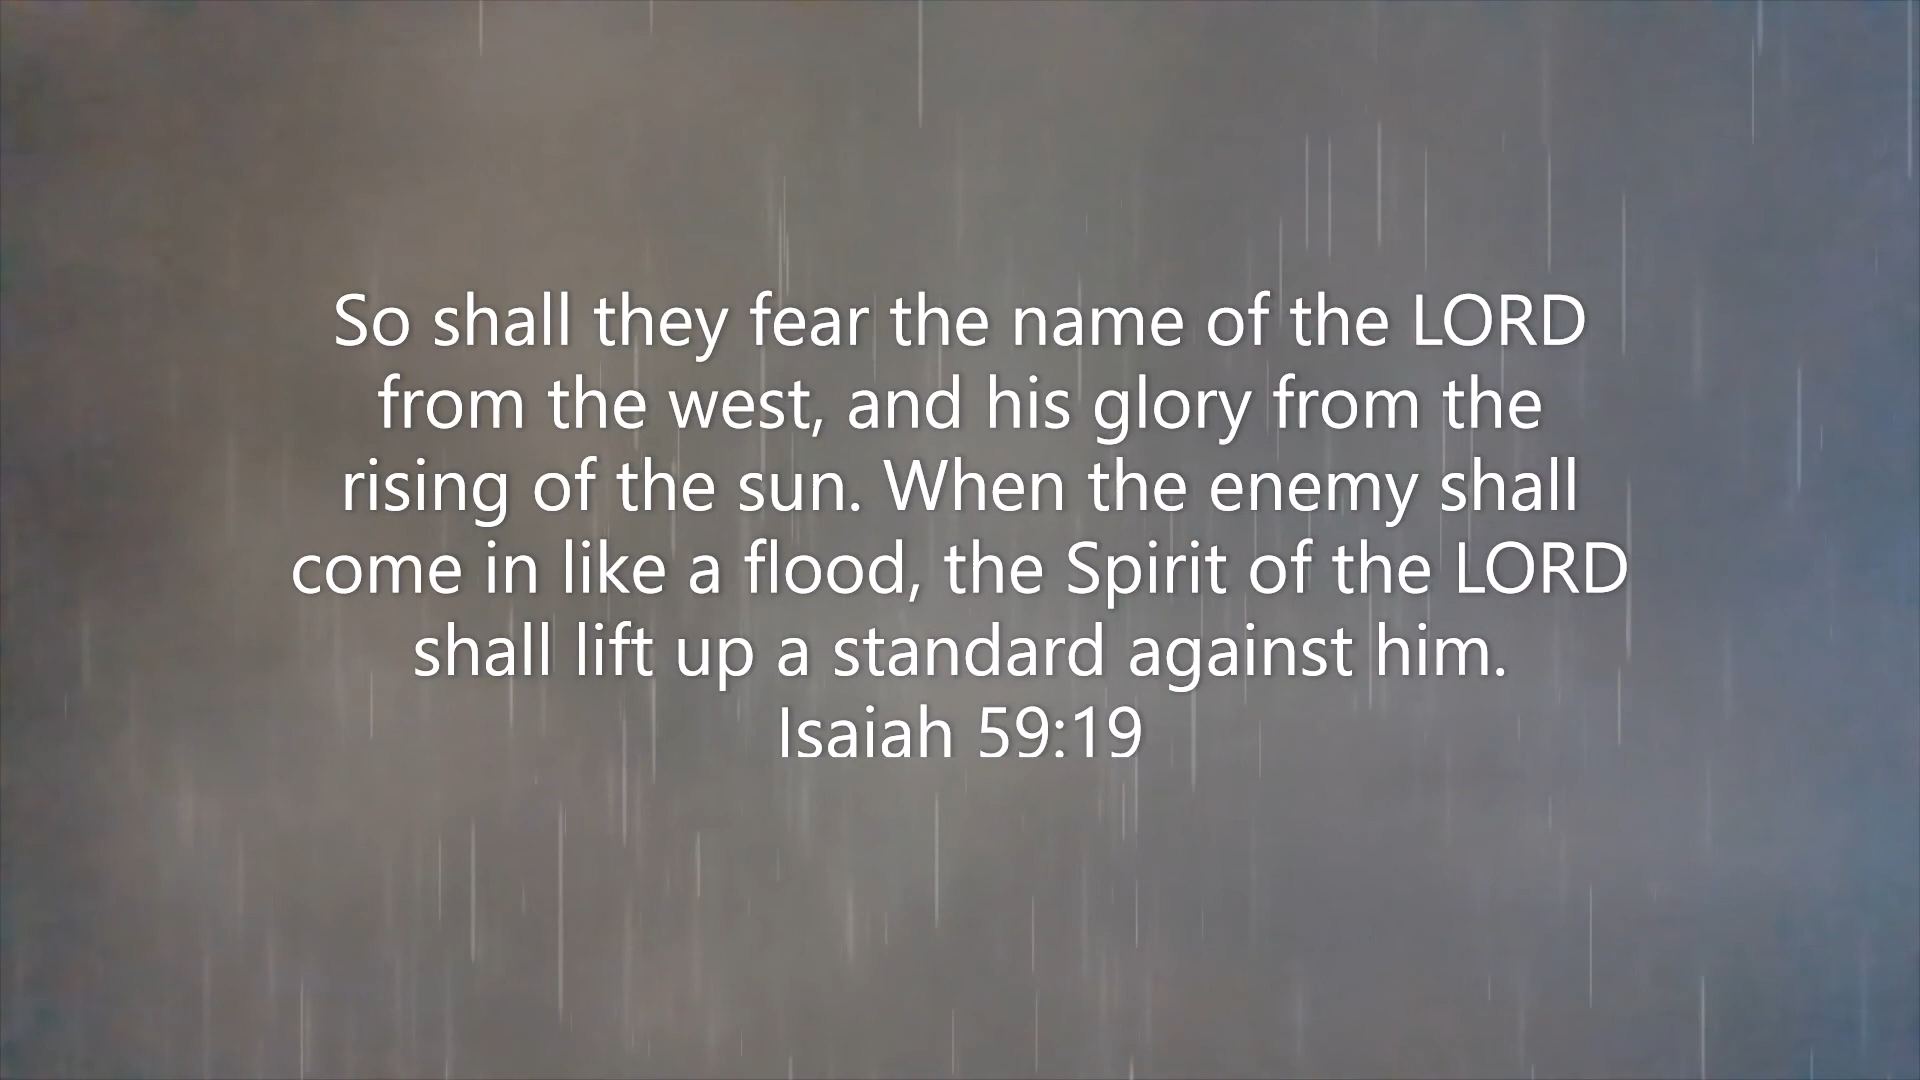 So shall they fear the name of the LORD
from the west, and his glory from the
rising of the sun. When the enemy shall
come in like a flood, the Spirit of the LORD
shall lift up a standard against him.
Isaiah 59:19